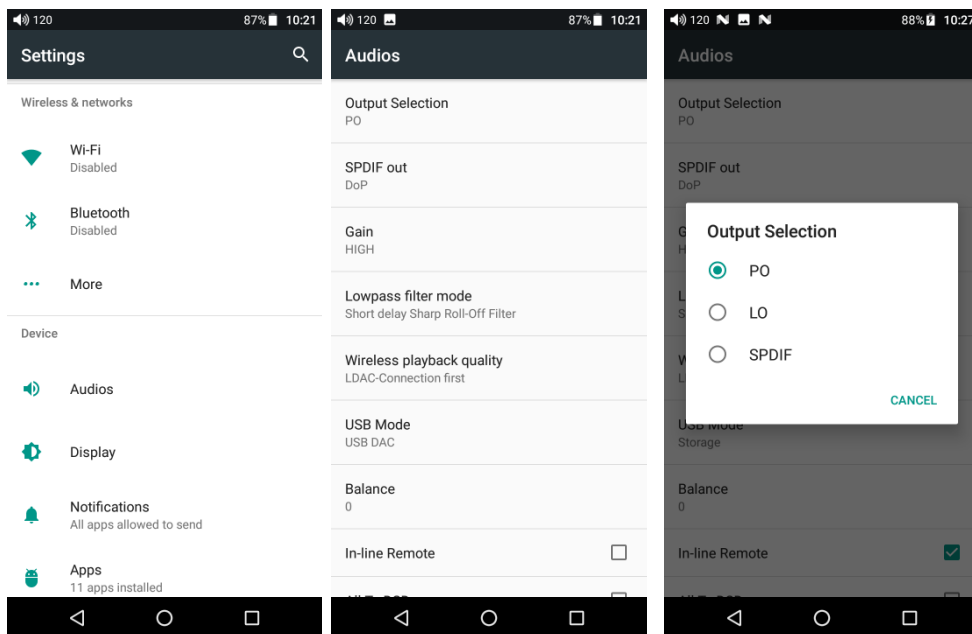 120 87% 10:21
Settings
Wireless & networks
Wi-Fi
Disabled
Bluetooth
Disabled
More
Device
Audios
Display
Notifications
All apps allowed to send
Apps
11 apps installed
120 87% 10:21
Audios
Output Selection
PO
SPDIF out
DoP
Gain
HIGH
Lowpass filter mode
Short delay Sharp Roll-Off Filter
Wireless playback quality
LDAC-Connection first
USB Mode
USB DAC
Balance
0
In-line Remote
120 88% 10:27
Audios
Output Selection
PO
SPDIF out
DoP
Output Selection
PO
LO
SPDIF
CANCEL
USB Mode
Storage
Balance
0
In-line Remote